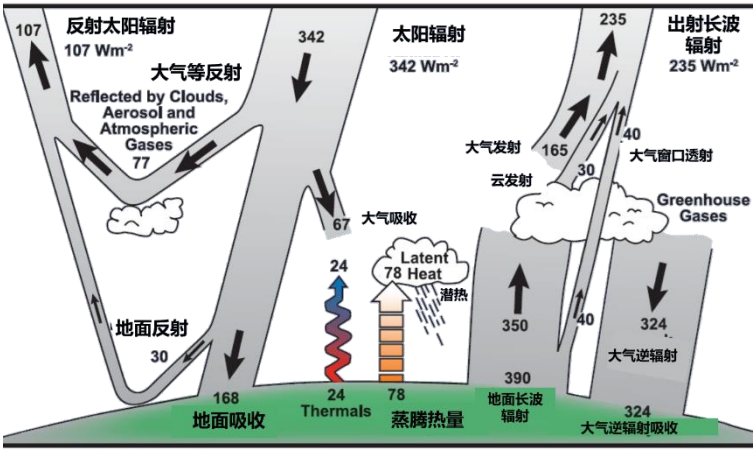 107
反射太阳辐射
107 Wm-2
大气等反射
Reflected by Clouds,
Aerosol and
Atmospheric
Gases
77
342
太阳辐射
342 Wm-2
235
出射长波
辐射
235 Wm-2
大气发射
165
云发射
30
40
大气窗口透射
Greenhouse
Gases
67
大气吸收
24
78
Latent
Heat
潜热
地面反射
30
350
40
324
大气逆辐射
168
地面吸收
24
Thermals
78
蒸腾热量
390
地面长波
辐射
324
大气逆辐射吸收